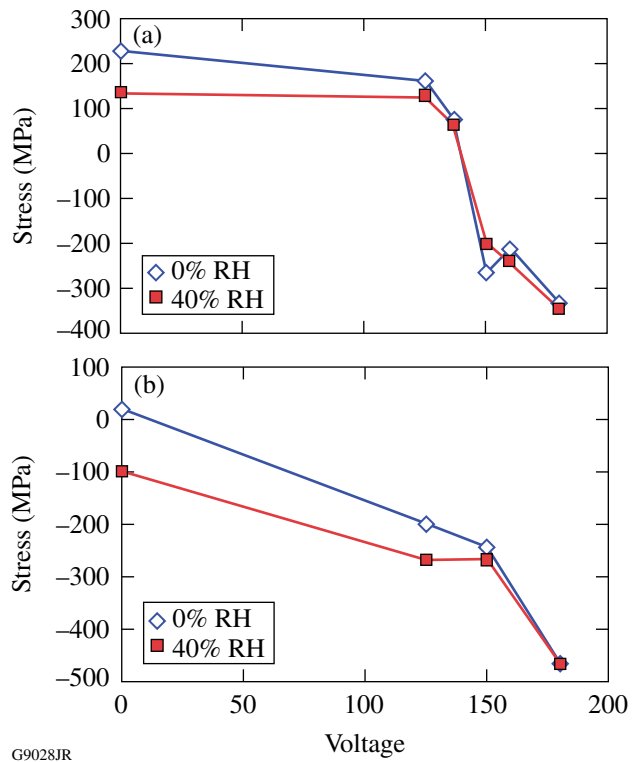 (a)
300
200
100
0
–100
–200
–300
–400
Stress (MPa)
0% RH
40% RH
(b)
100
0
–100
–200
–300
–400
–500
Stress (MPa)
0% RH
40% RH
0 50 100 150 200
Voltage
G9028JR